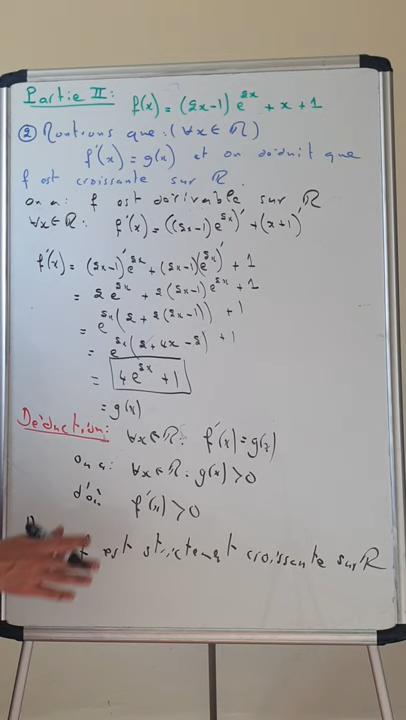 Partie II: f(x) = (2x-1) e^{2x} + x + 1
② Montrons que: (∀x ∈ ℝ)
f'(x) = g(x) et on déduit que
f est croissante sur ℝ.
on a: f est dérivable sur ℝ
∀x ∈ ℝ: f'(x) = ((2x-1) e^{2x})' + (x+1)'
f'(x) = (2x-1)' e^{2x} + (2x-1)(e^{2x})' + 1
= 2 e^{2x} + 2(2x-1) e^{2x} + 1
= e^{2x} (2 + 2(2x-1)) + 1
= e^{2x} (2 + 4x - 2) + 1
= 4 e^{2x} + 1
= g(x)
Déduction: ∀x ∈ ℝ: f'(x) = g(x)
on a: ∀x ∈ ℝ: g(x) > 0
d'où f'(x) > 0
f est strictement croissante sur ℝ